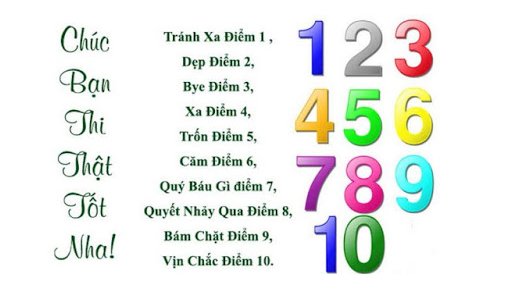 Chúc
Bạn
Thi
Thật
Tốt
Nha!
Tránh Xa Điểm 1 ,
Dẹp Điểm 2,
Bye Điểm 3,
Xa Điểm 4,
Trốn Điểm 5,
Căm Điểm 6,
Quý Báu Gì điểm 7,
Quyết Nhảy Qua Điểm 8,
Bám Chặt Điểm 9,
Vịn Chắc Điểm 10.
1 2 3
4 5 6
7 8 9
10